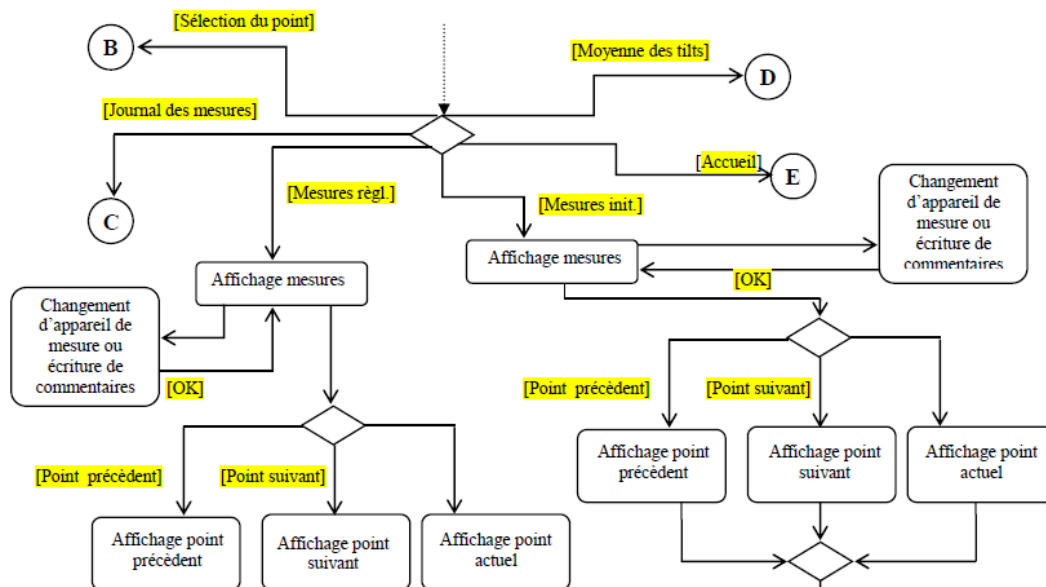 [Sélection du point]
B
[Moyenne des tilts]
D
[Journal des mesures]
[Accueil]
E
C
[Mesures règl.]
[Mesures init.]
Changement
d'appareil de
mesure ou
écriture de
commentaires
Affichage mesures
[OK]
Affichage mesures
Changement
d'appareil de
mesure ou
écriture de
commentaires
[OK]
[Point précèdent]
[Point suivant]
Affichage point
précèdent
Affichage point
suivant
Affichage point
actuel
[Point précèdent]
[Point suivant]
Affichage point
précèdent
Affichage point
suivant
Affichage point
actuel